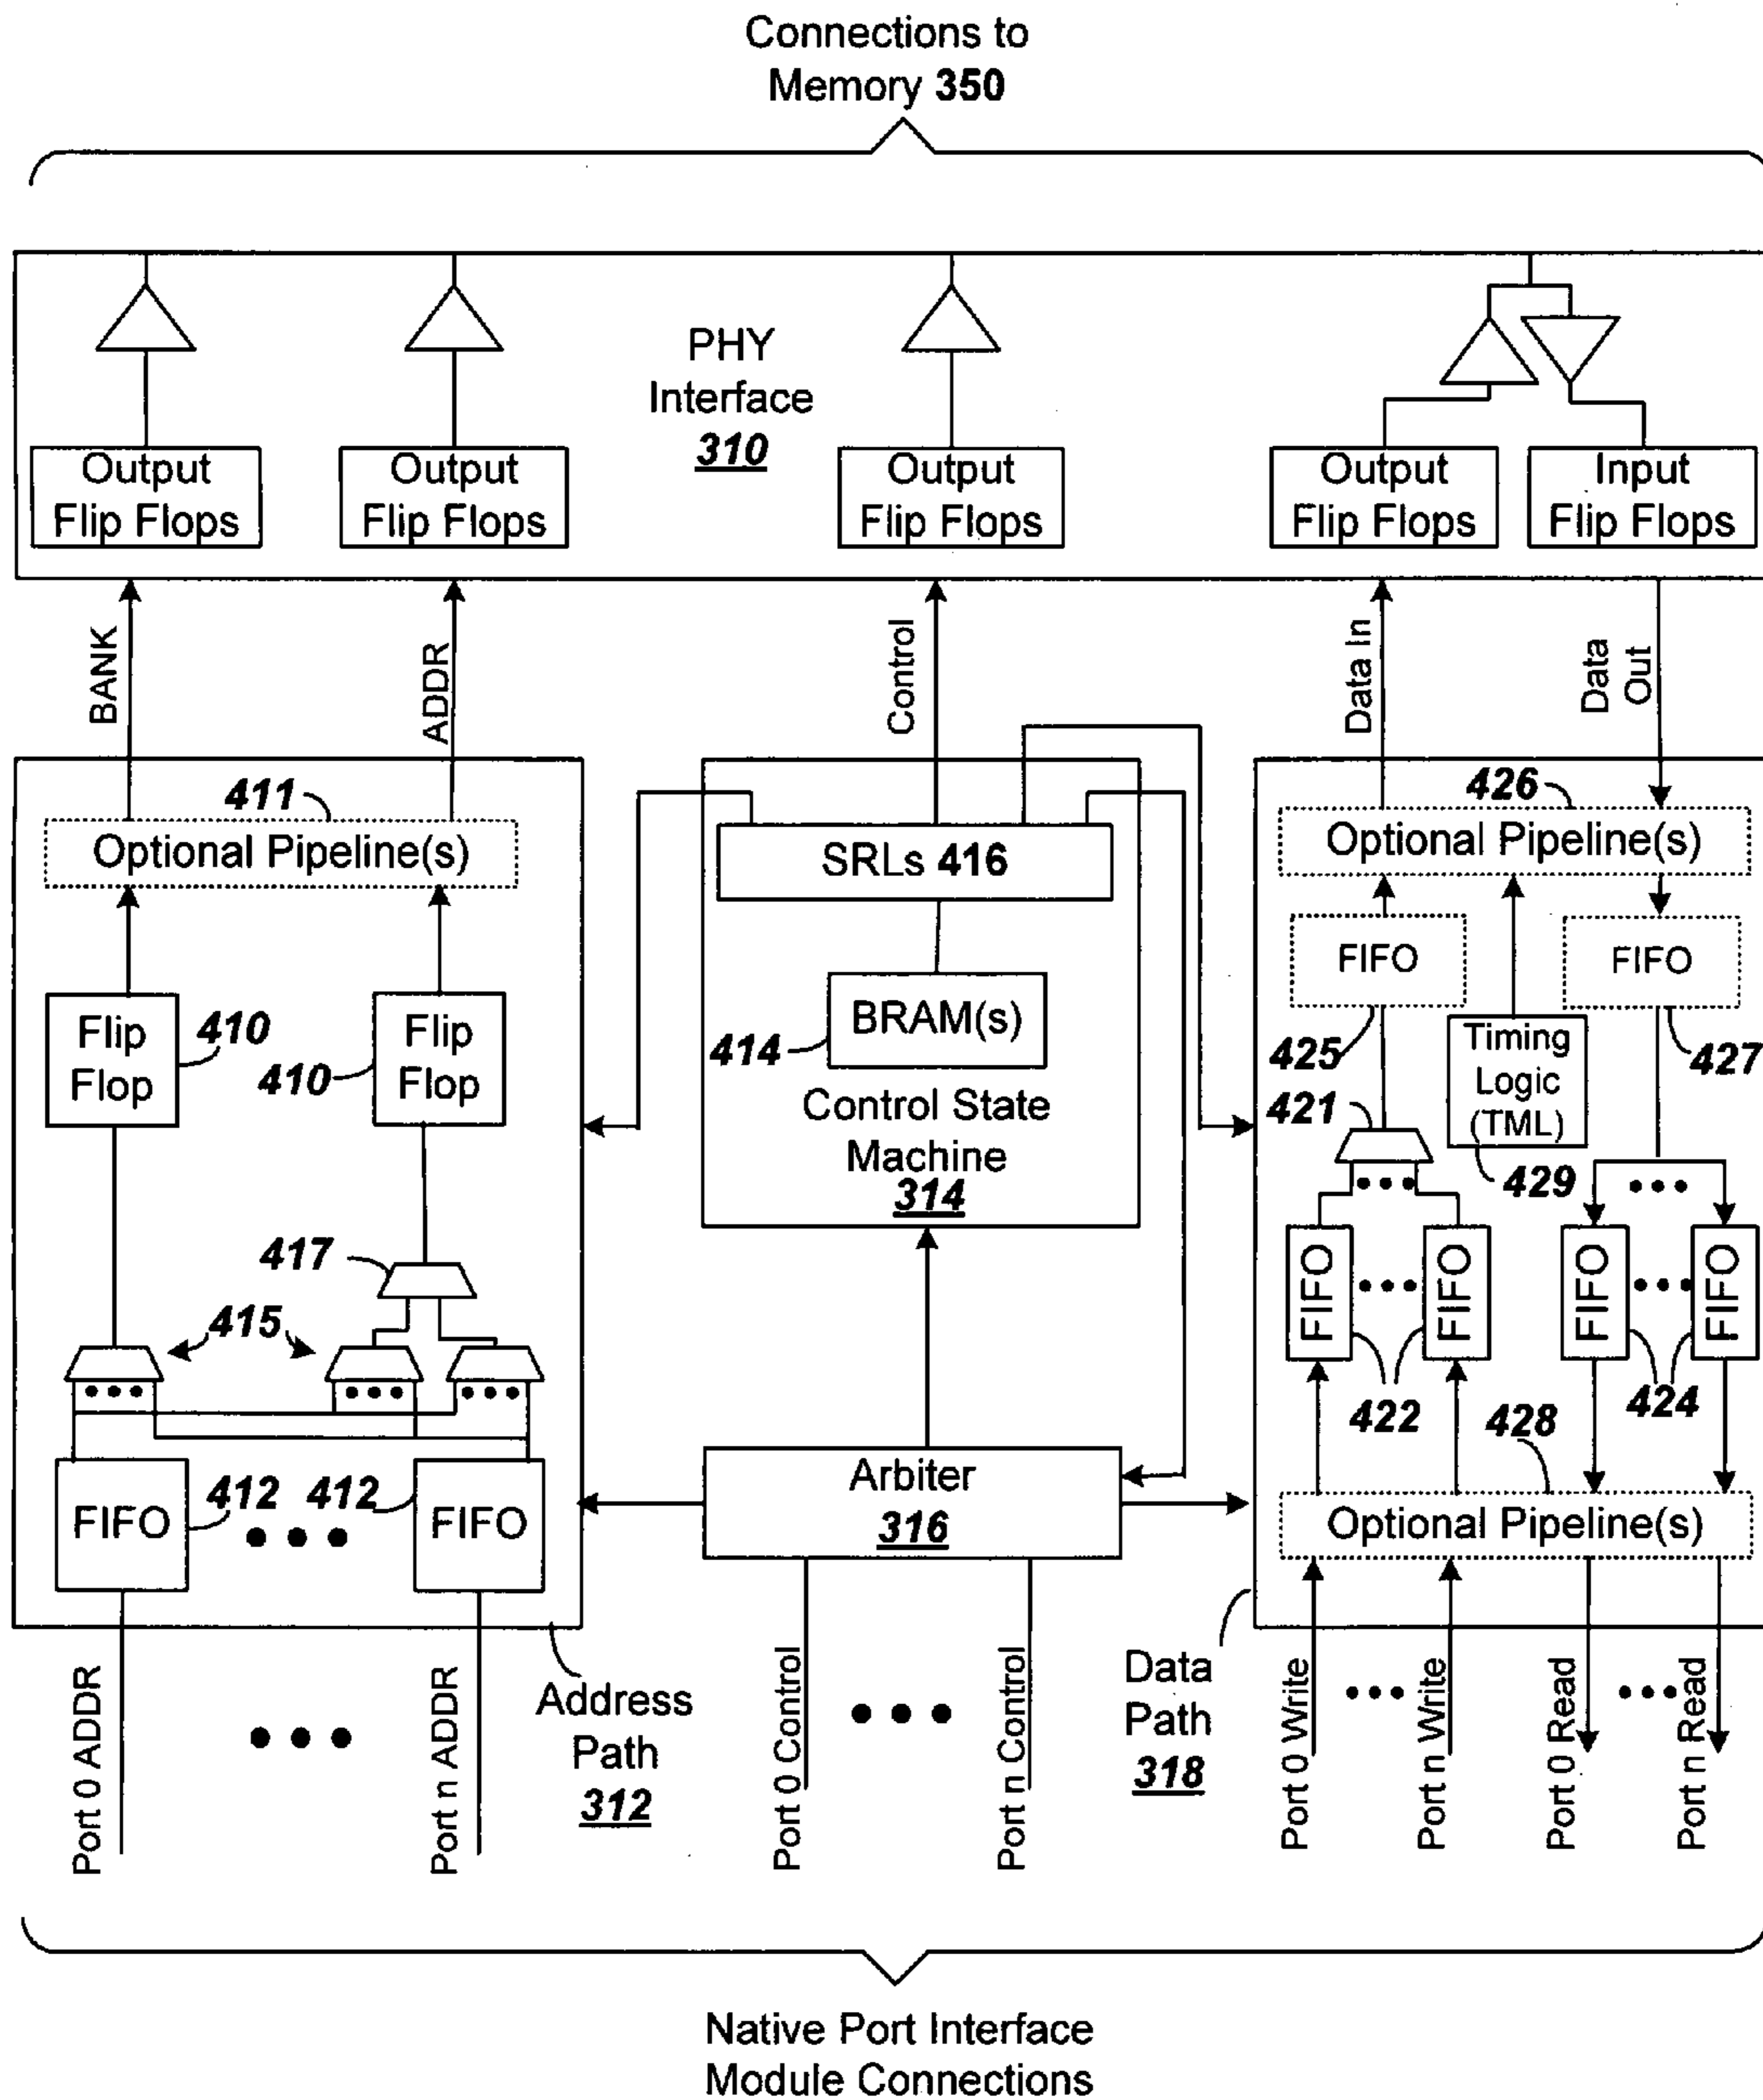 Connections to
Memory 350
PHY
Interface
310
Output
Flip Flops
Output
Flip Flops
Output
Flip Flops
Output
Flip Flops
Input
Flip Flops
BANK
ADDR
Control
Data In
Data
Out
411
Optional Pipeline(s)
Flip
Flop
410
410
Flip
Flop
417
415
FIFO
412
412
FIFO
SRLs 416
BRAM(s)
414
Control State
Machine
314
Arbiter
316
426
Optional Pipeline(s)
FIFO
FIFO
425
Timing
Logic
(TML)
427
421
429
FIFO
FIFO
FIFO
FIFO
422
428
424
Optional Pipeline(s)
Port 0 ADDR
Port n ADDR
Address
Path
312
Port 0 Control
Port n Control
Data
Path
318
Port 0 Write
Port n Write
Port 0 Read
Port n Read
Native Port Interface
Module Connections